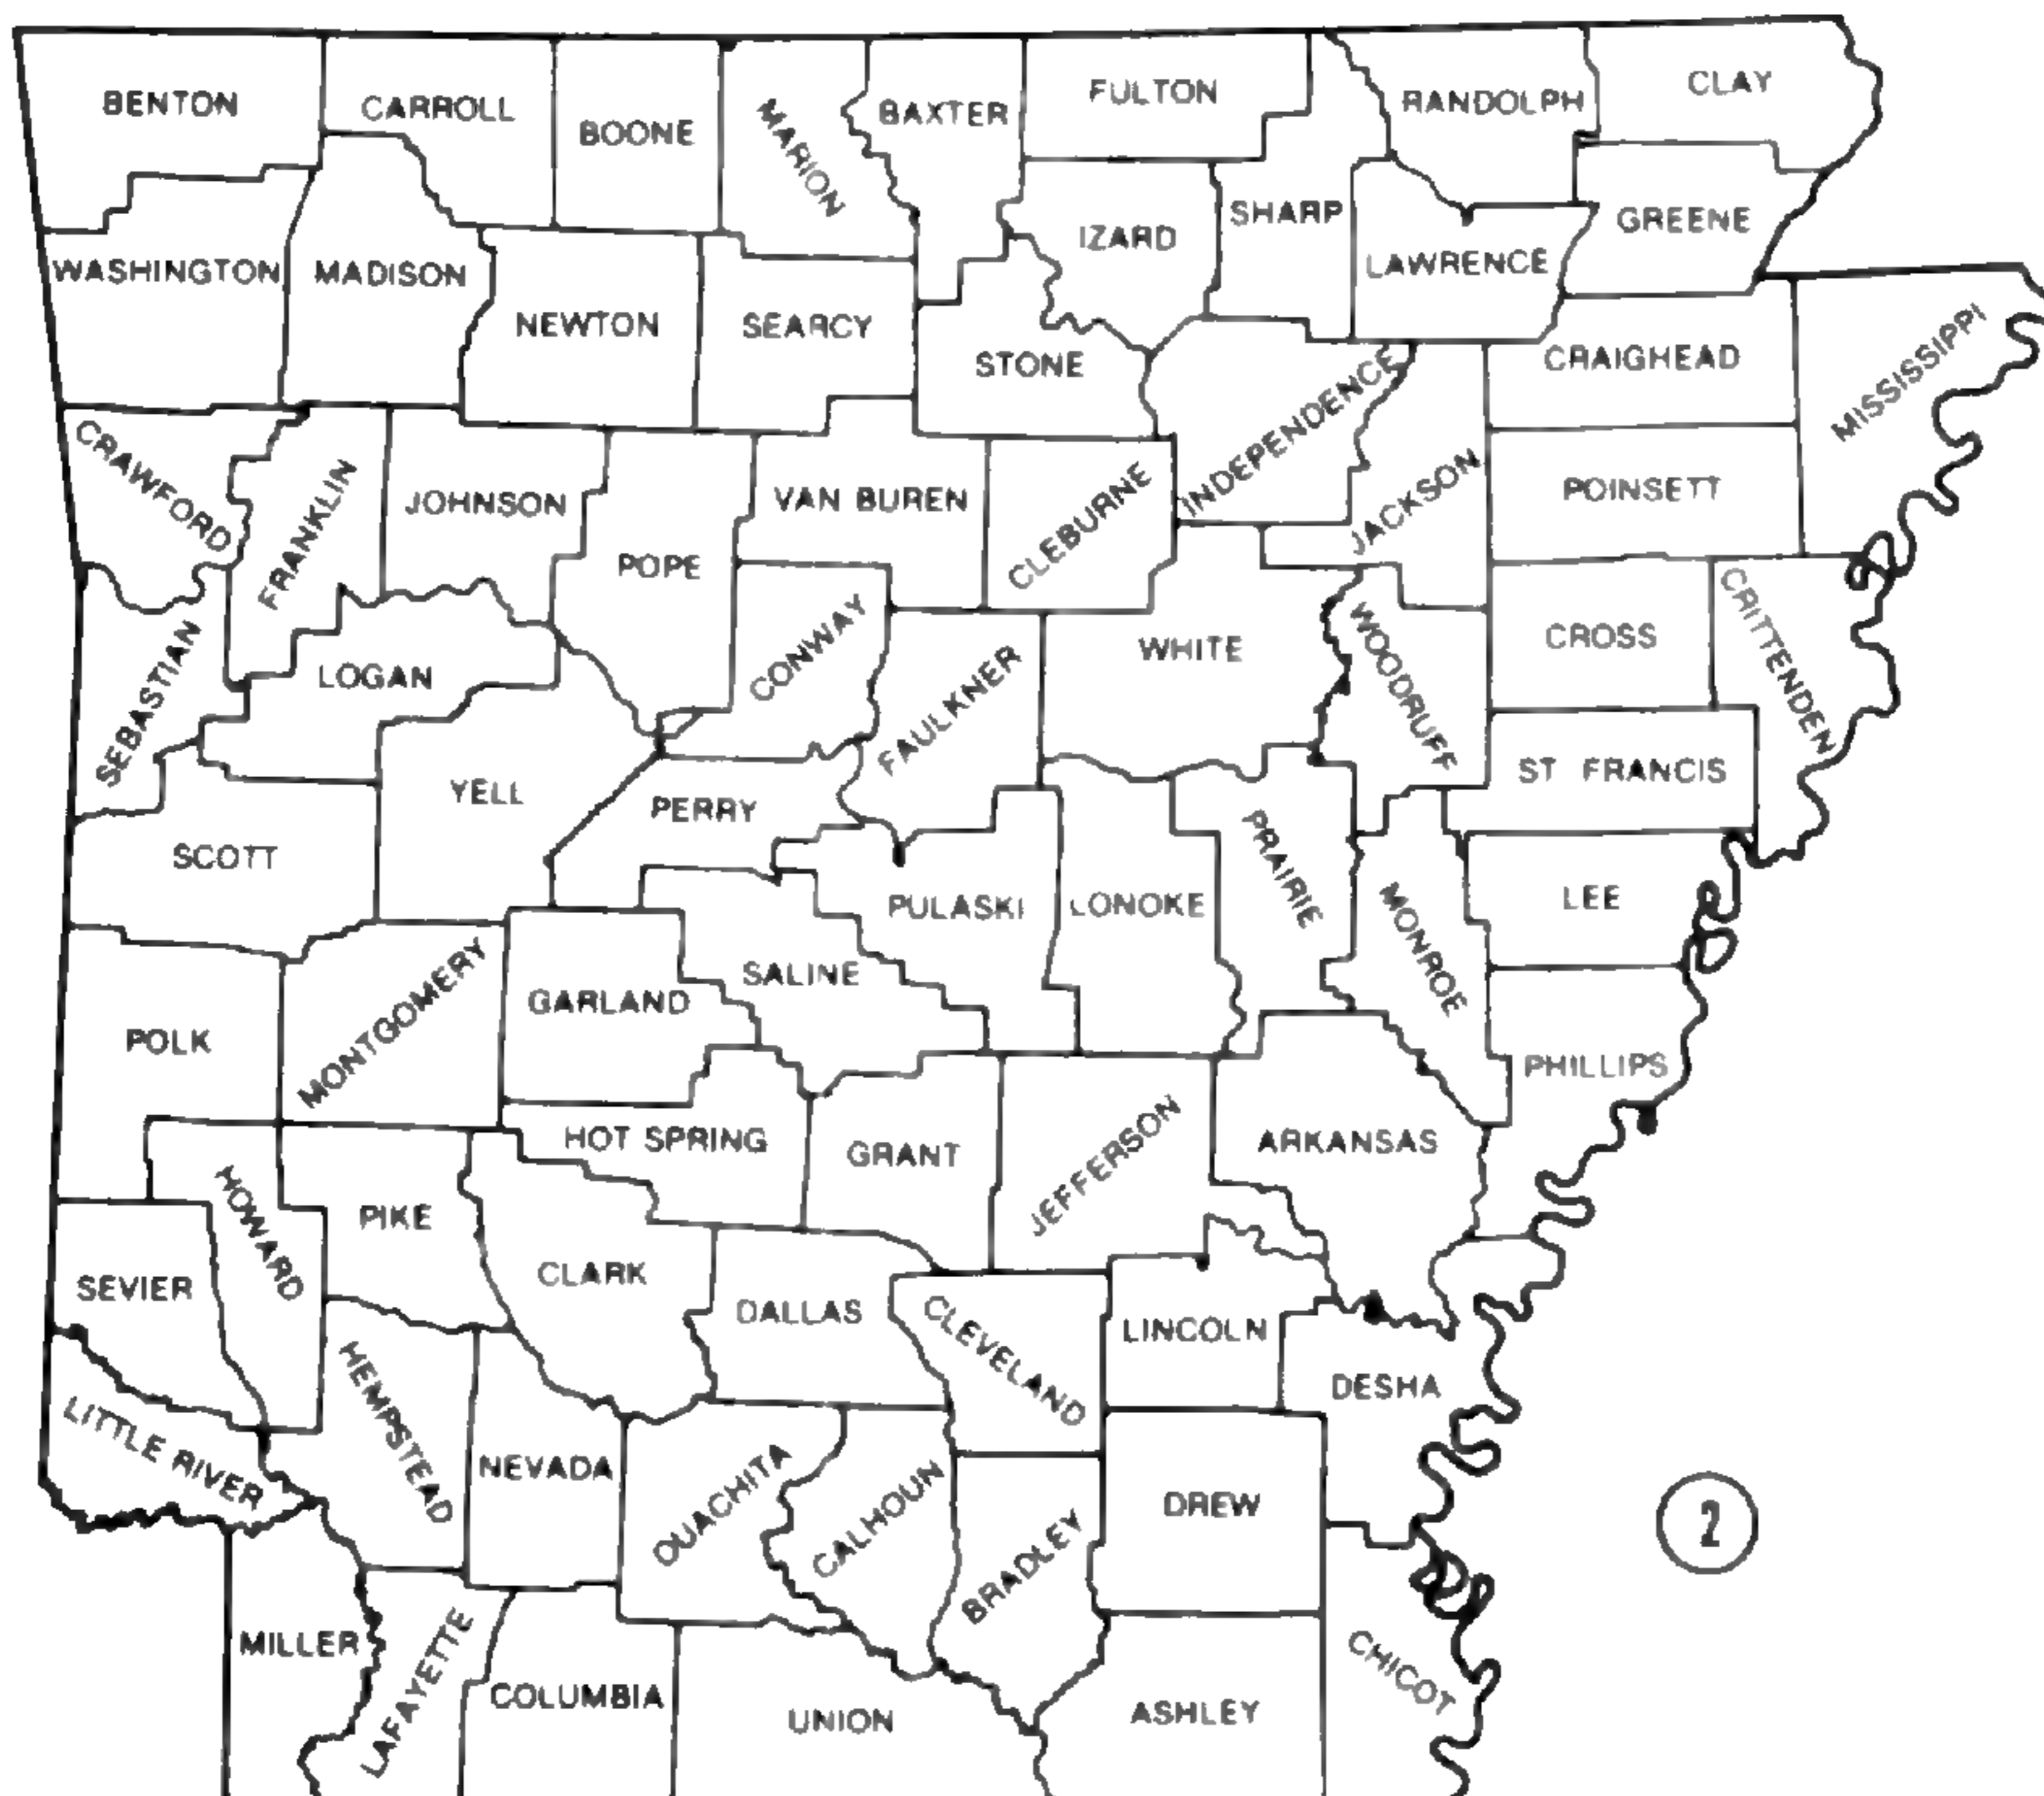 BENTON
CARROLL
BOONE
MARION
BAXTER
FULTON
RANDOLPH
CLAY
WASHINGTON
MADISON
NEWTON
SEARCY
STONE
IZARD
SHARP
LAWRENCE
GREENE
CRAIGHEAD
MISSISSIPPI
CRAWFORD
FRANKLIN
JOHNSON
POPE
VAN BUREN
CLEBURNE
INDEPENDENCE
JACKSON
POINSETT
SEBASTIAN
LOGAN
CONWAY
FAULKNER
WHITE
WOODRUFF
CROSS
CRITTENDEN
SCOTT
YELL
PERRY
PULASKI
LONOKE
PRAIRIE
MONROE
ST FRANCIS
LEE
POLK
MONTGOMERY
GARLAND
SALINE
PHILLIPS
HOWARD
PIKE
HOT SPRING
GRANT
JEFFERSON
ARKANSAS
SEVIER
CLARK
DALLAS
CLEVELAND
LINCOLN
DESHA
LITTLE RIVER
HEMPSTEAD
NEVADA
OUACHITA
CALHOUN
BRADLEY
DREW
2
MILLER
LAFAYETTE
COLUMBIA
UNION
ASHLEY
CHICOT